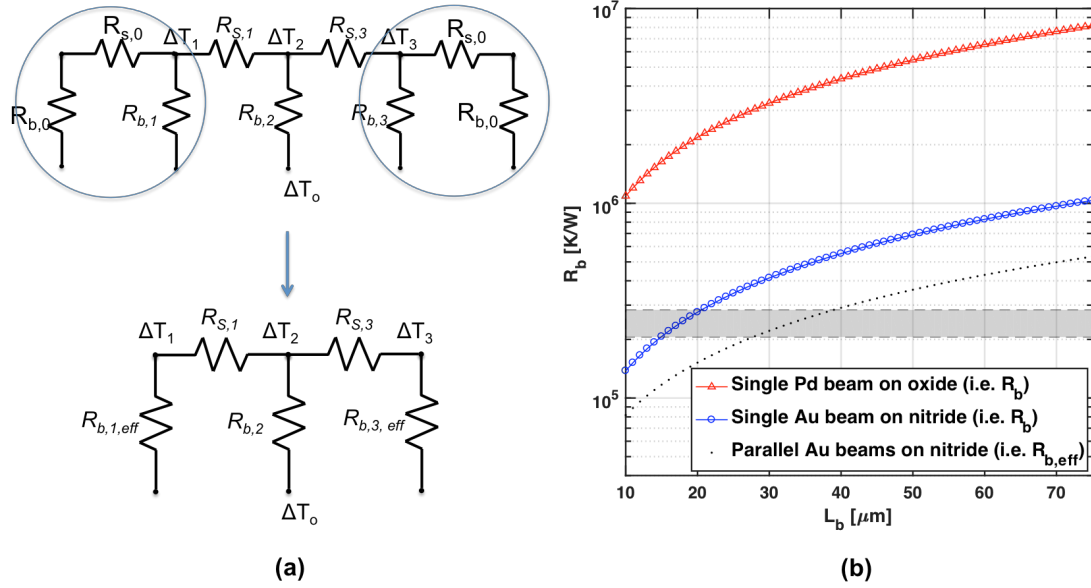 R_s,0 ΔT_1 R_S,1 ΔT_2 R_S,3 ΔT_3 R_s,0
R_b,0 R_b,1 R_b,2 R_b,3 R_b,0
ΔT_o
R_S,1 R_S,3
ΔT_1 ΔT_2 ΔT_3
R_b,1,eff R_b,2 R_b,3, eff
ΔT_o
(a)
10^7
10^6
10^5
R_b [K/W]
Single Pd beam on oxide (i.e. R_b)
Single Au beam on nitride (i.e. R_b)
Parallel Au beams on nitride (i.e. R_b,eff)
10 20 30 40 50 60 70
L_b [μm]
(b)